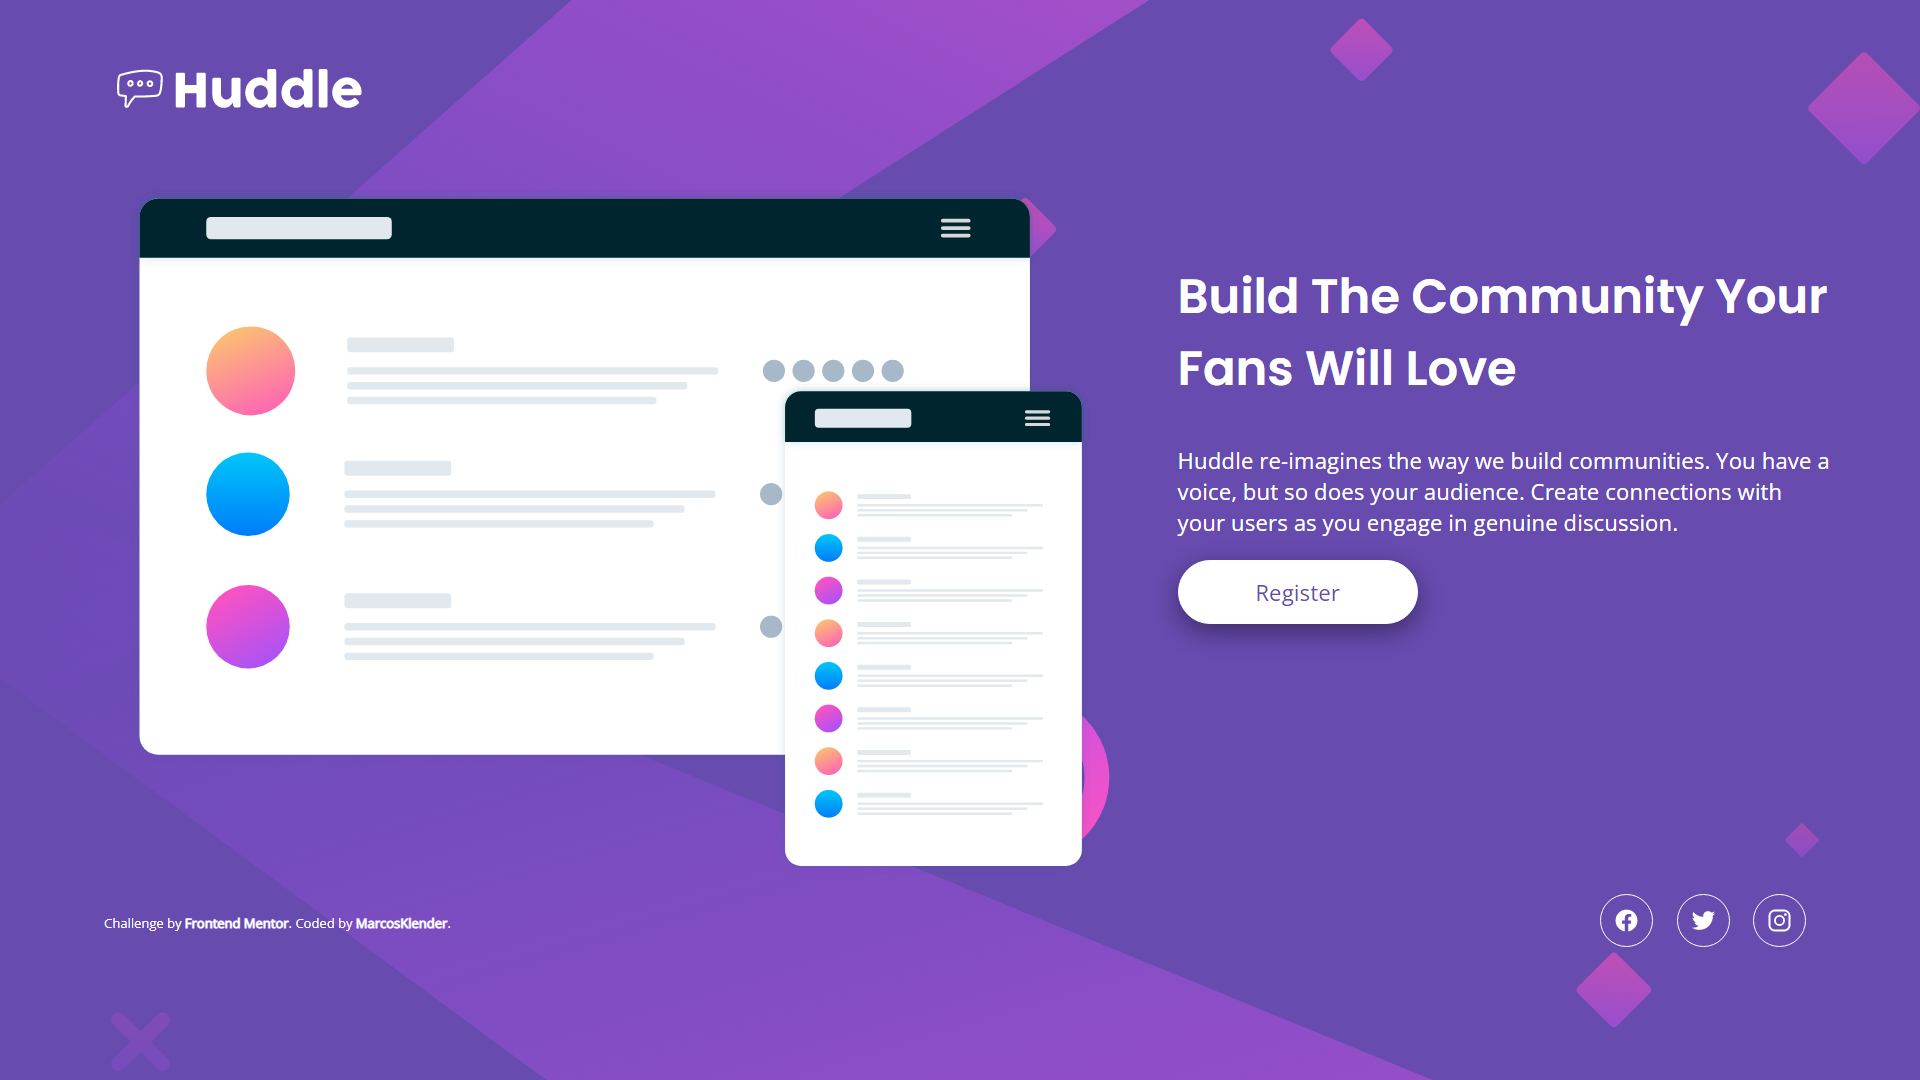 Huddle
Build The Community Your
Fans Will Love
Huddle re-imagines the way we build communities. You have a
voice, but so does your audience. Create connections with
your users as you engage in genuine discussion.
Register
Challenge by Frontend Mentor. Coded by MarcosKlender.